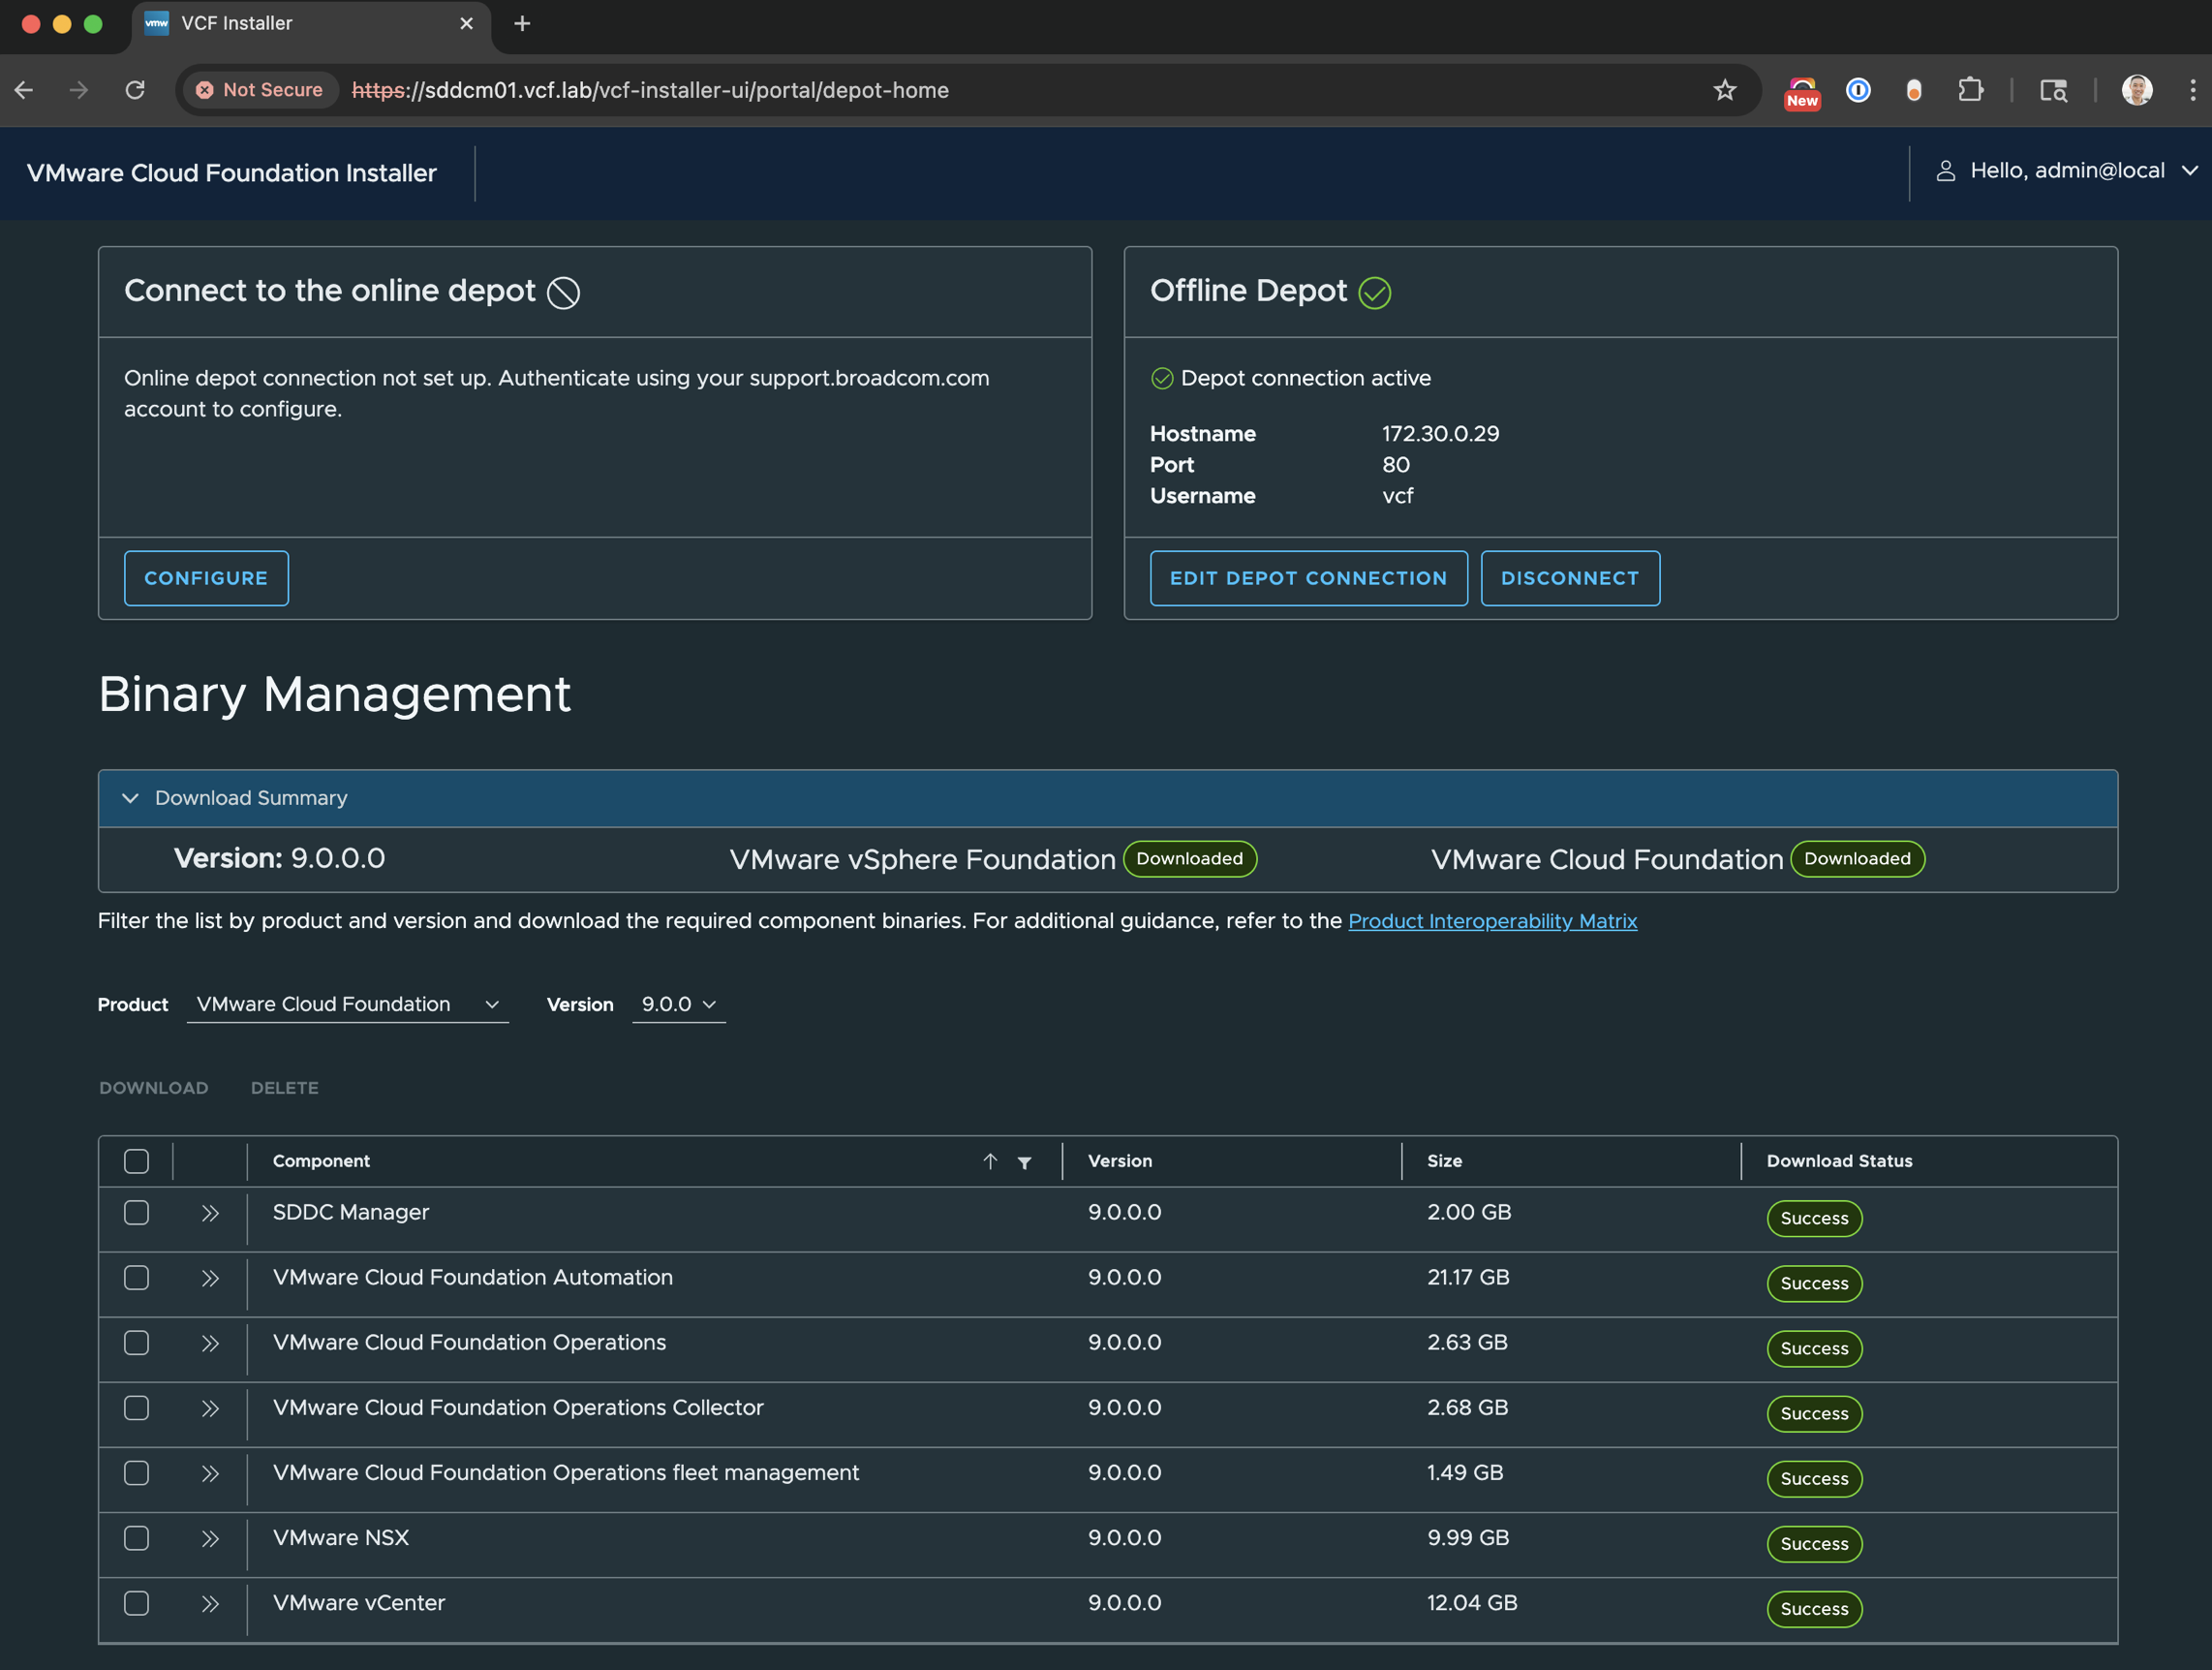 vmw VCF Installer
Not Secure https://sddcm01.vcf.lab/vcf-installer-ui/portal/depot-home New
VMware Cloud Foundation Installer Hello, admin@local
Connect to the online depot
Online depot connection not set up. Authenticate using your support.broadcom.com
account to configure.
CONFIGURE
Offline Depot
Depot connection active
Hostname 172.30.0.29
Port 80
Username vcf
EDIT DEPOT CONNECTION DISCONNECT
Binary Management
Download Summary
Version: 9.0.0.0 VMware vSphere Foundation Downloaded VMware Cloud Foundation Downloaded
Filter the list by product and version and download the required component binaries. For additional guidance, refer to the Product Interoperability Matrix
Product VMware Cloud Foundation Version 9.0.0
DOWNLOAD DELETE
Component Version Size Download Status
SDDC Manager 9.0.0.0 2.00 GB Success
VMware Cloud Foundation Automation 9.0.0.0 21.17 GB Success
VMware Cloud Foundation Operations 9.0.0.0 2.63 GB Success
VMware Cloud Foundation Operations Collector 9.0.0.0 2.68 GB Success
VMware Cloud Foundation Operations fleet management 9.0.0.0 1.49 GB Success
VMware NSX 9.0.0.0 9.99 GB Success
VMware vCenter 9.0.0.0 12.04 GB Success